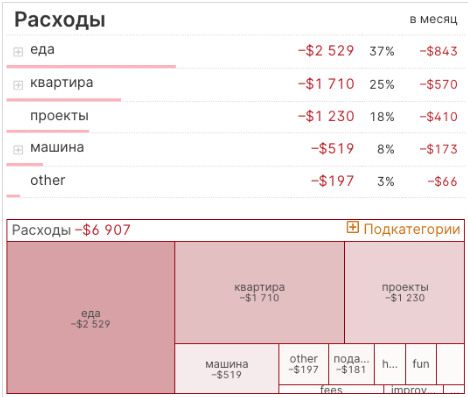 Расходы в месяц
еда –$2 529 37% –$843
квартира –$1 710 25% –$570
проекты –$1 230 18% –$410
машина –$519 8% –$173
other –$197 3% –$66
Расходы –$6 907 Подкатегории
еда
–$2 529
квартира
–$1 710
проекты
–$1 230
машина
–$519
other
–$197
пода...
–$181
h...
fun
fees
improv...
...